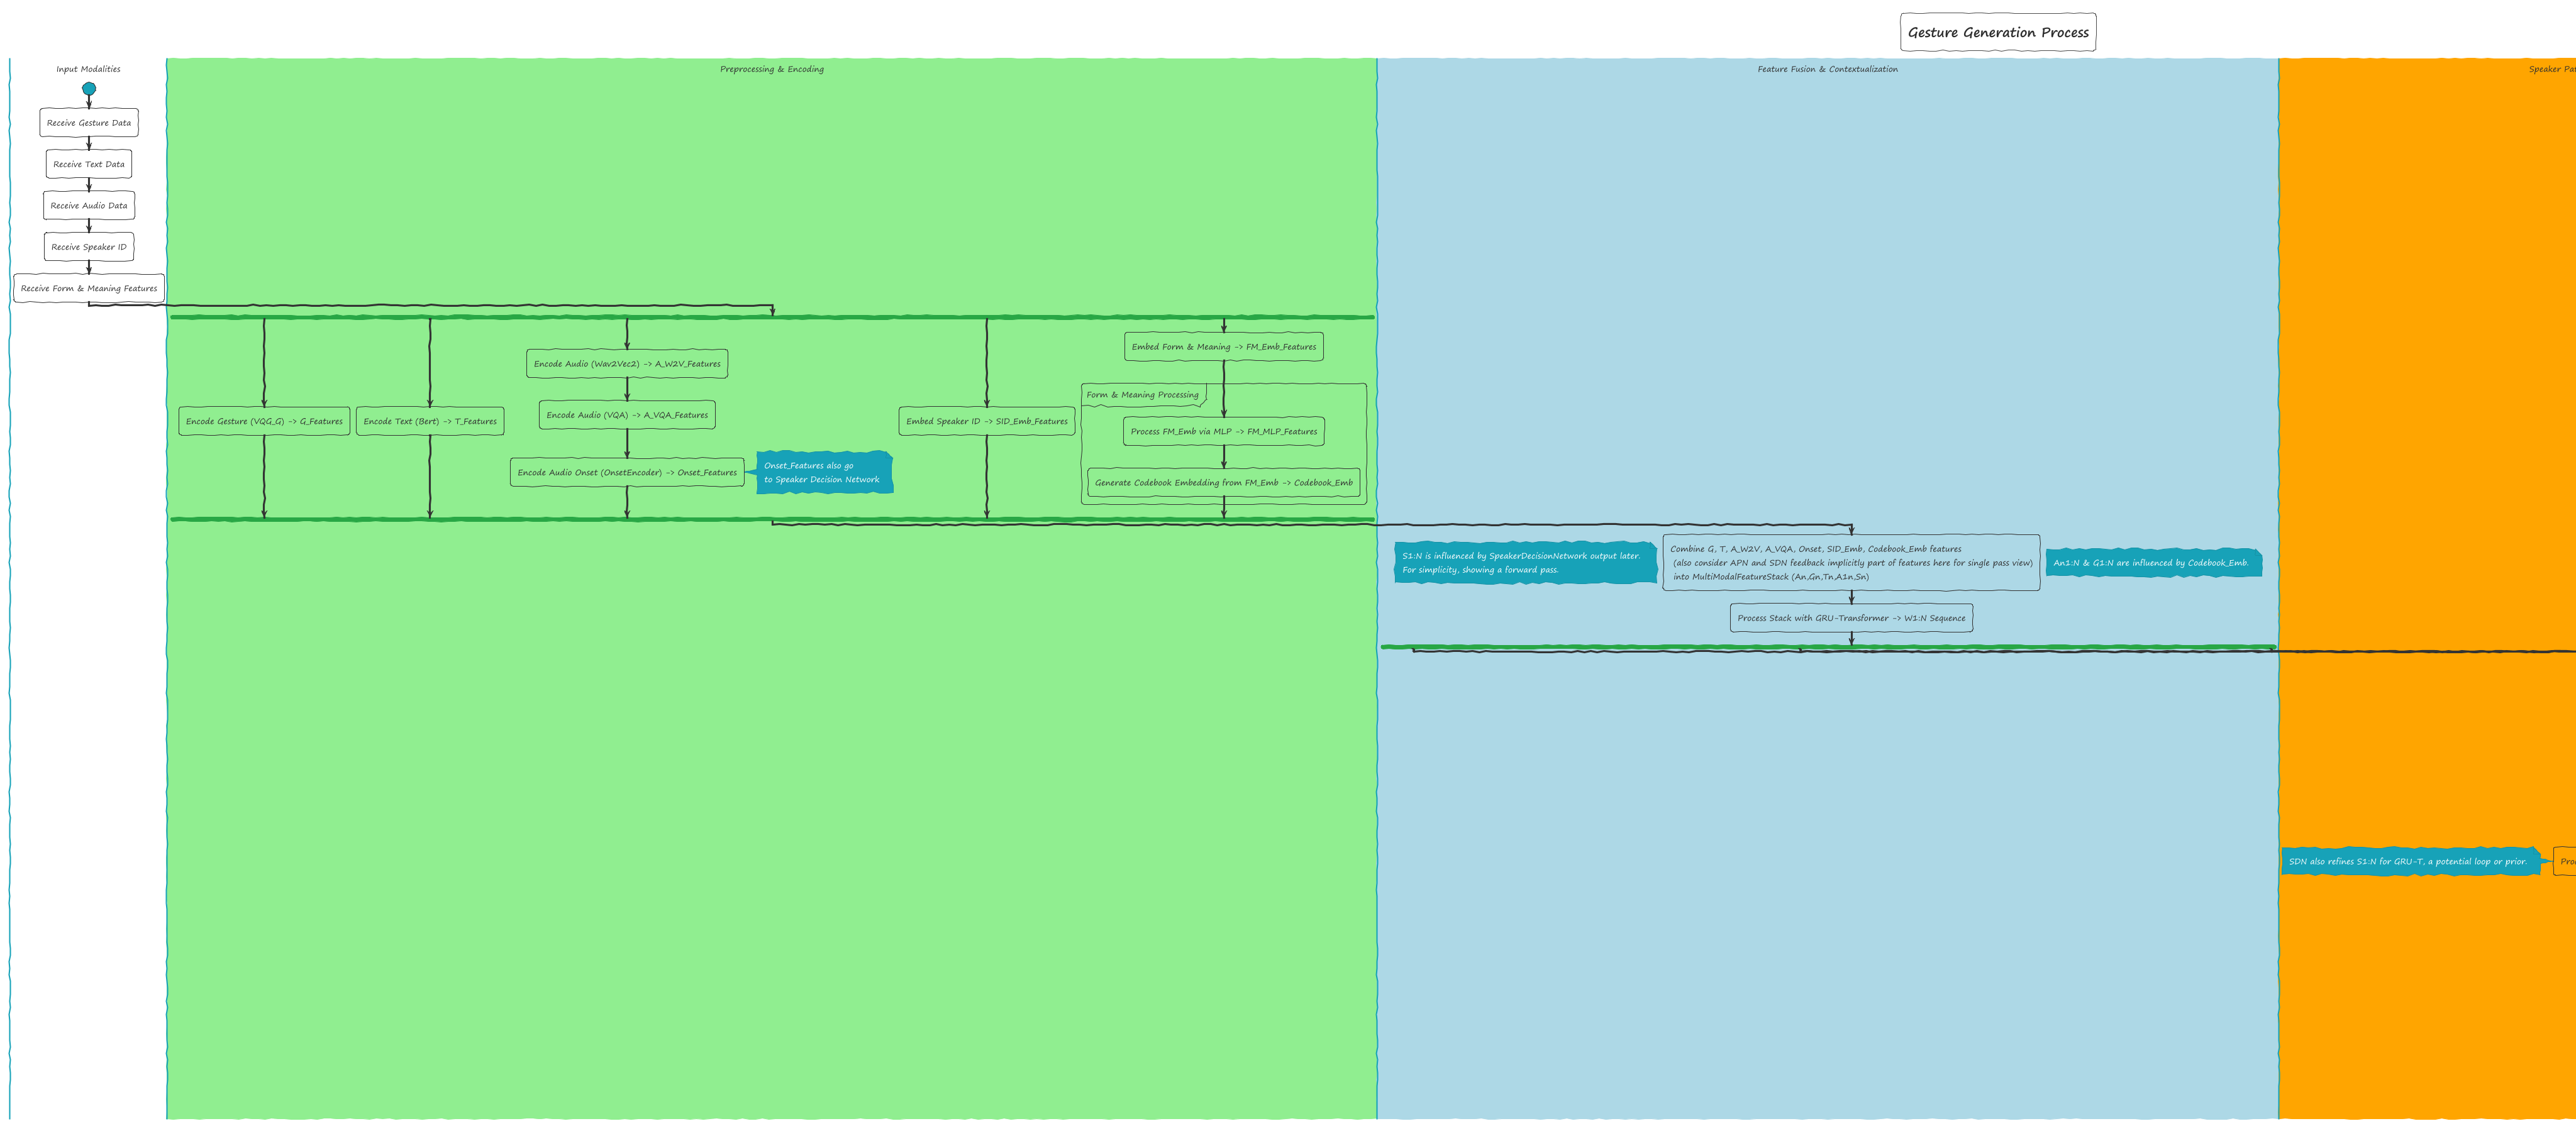 Gesture Generation Process
Input Modalities
Preprocessing & Encoding
Feature Fusion & Contextualization
Speaker
Receive Gesture Data
Receive Text Data
Receive Audio Data
Receive Speaker ID
Receive Form & Meaning Features
Encode Gesture (VQG_G) -> G_Features
Encode Text (Bert) -> T_Features
Encode Audio (Wav2Vec2) -> A_W2V_Features
Encode Audio (VQA) -> A_VQA_Features
Encode Audio Onset (OnsetEncoder) -> Onset_Features
Onset_Features also go
to Speaker Decision Network
Embed Speaker ID -> SID_Emb_Features
Embed Form & Meaning -> FM_Emb_Features
Form & Meaning Processing
Process FM_Emb via MLP -> FM_MLP_Features
Generate Codebook Embedding from FM_Emb -> Codebook_Emb
S1:N is influenced by SpeakerDecisionNetwork output later.
For simplicity, showing a forward pass.
Combine G, T, A_W2V, A_VQA, Onset, SID_Emb, Codebook_Emb features
(also consider APN and SDN feedback implicitly part of features here for single pass view)
into MultiModalFeatureStack (An,Gn,Tn,A1n,Sn)
An1:N & G1:N are influenced by Codebook_Emb.
Process Stack with GRU-Transformer -> W1:N Sequence
SDN also refines S1:N for GRU-T, a potential loop or prior.